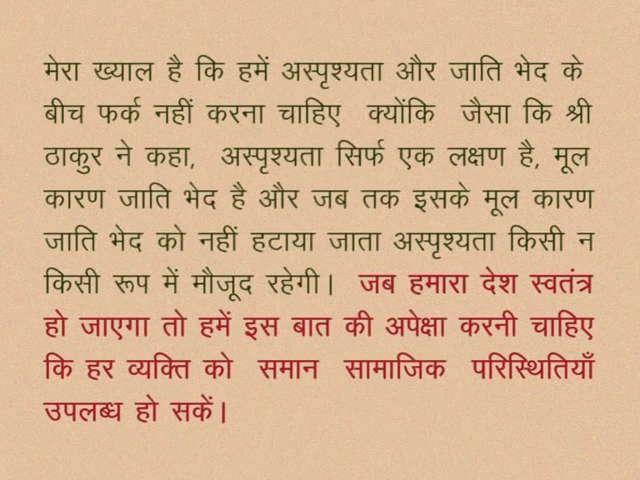 मेरा ख्याल है कि हमें अस्पृश्यता और जाति भेद के
बीच फर्क नहीं करना चाहिए क्योंकि जैसा कि श्री
ठाकुर ने कहा, अस्पृश्यता सिर्फ एक लक्षण है, मूल
कारण जाति भेद है और जब तक इसके मूल कारण
जाति भेद को नहीं हटाया जाता अस्पृश्यता किसी न
किसी रूप में मौजूद रहेगी। जब हमारा देश स्वतंत्र
हो जाएगा तो हमें इस बात की अपेक्षा करनी चाहिए
कि हर व्यक्ति को समान सामाजिक परिस्थितियाँ
उपलब्ध हो सकें।